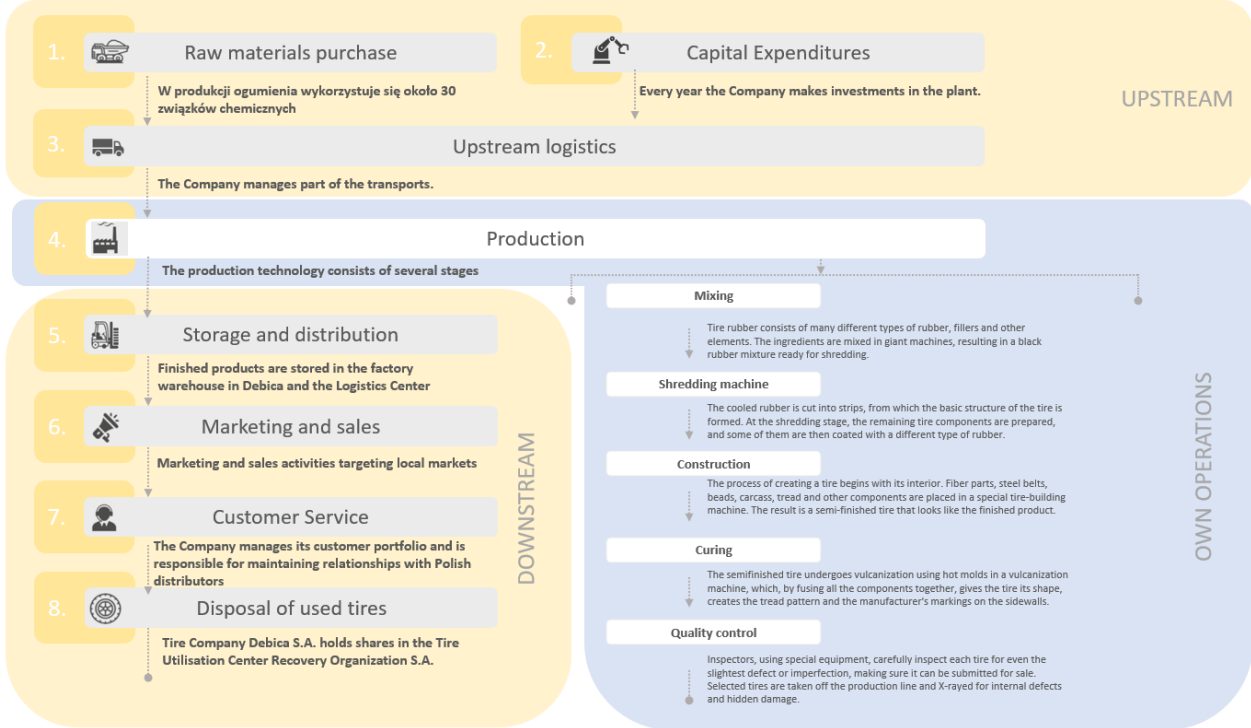 1.
Raw materials purchase
2.
Capital Expenditures
W produkcji ogumienia wykorzystuje się około 30
związków chemicznych
Every year the Company makes investments in the plant.
UPSTREAM
3.
Upstream logistics
The Company manages part of the transports.
4.
Production
The production technology consists of several stages
5.
Storage and distribution
Finished products are stored in the factory
warehouse in Debica and the Logistics Center
6.
Marketing and sales
Marketing and sales activities targeting local markets
7.
Customer Service
The Company manages its customer portfolio and is
responsible for maintaining relationships with Polish
distributors
8.
Disposal of used tires
Tire Company Debica S.A. holds shares in the Tire
Utilisation Center Recovery Organization S.A.
DOWNSTREAM
Mixing
Tire rubber consists of many different types of rubber, fillers and other
elements. The ingredients are mixed in giant machines, resulting in a black
rubber mixture ready for shredding.
Shredding machine
The cooled rubber is cut into strips, from which the basic structure of the tire is
formed. At the shredding stage, the remaining tire components are prepared,
and some of them are then coated with a different type of rubber.
Construction
The process of creating a tire begins with its interior. Fiber parts, steel belts,
beads, carcass, tread and other components are placed in a special tire-building
machine. The result is a semi-finished tire that looks like the finished product.
Curing
The semifinished tire undergoes vulcanization using hot molds in a vulcanization
machine, which, by fusing all the components together, gives the tire its shape,
creates the tread pattern and the manufacturer's markings on the sidewalls.
Quality control
Inspectors, using special equipment, carefully inspect each tire for even the
slightest defect or imperfection, making sure it can be submitted for sale.
Selected tires are taken off the production line and X-rayed for internal defects
and hidden damage.
OWN OPERATIONS